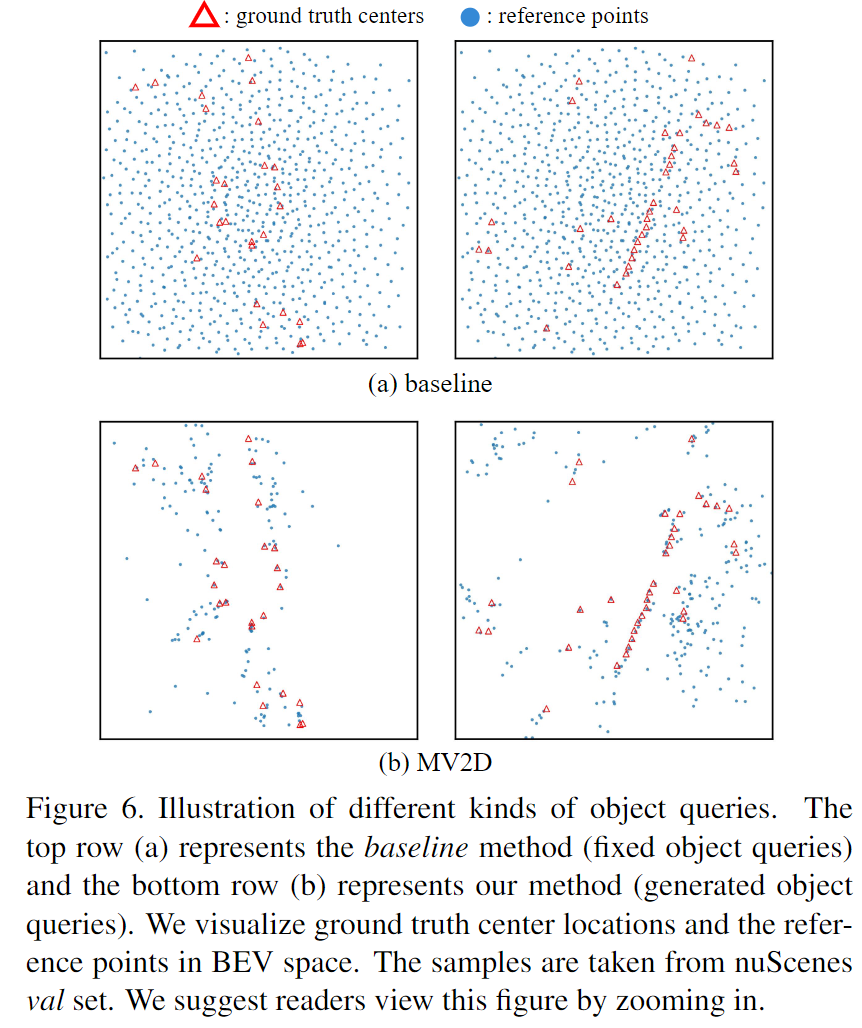 : ground truth centers : reference points
(a) baseline
(b) MV2D
Figure 6. Illustration of different kinds of object queries. The
top row (a) represents the baseline method (fixed object queries)
and the bottom row (b) represents our method (generated object
queries). We visualize ground truth center locations and the refer-
ence points in BEV space. The samples are taken from nuScenes
val set. We suggest readers view this figure by zooming in.